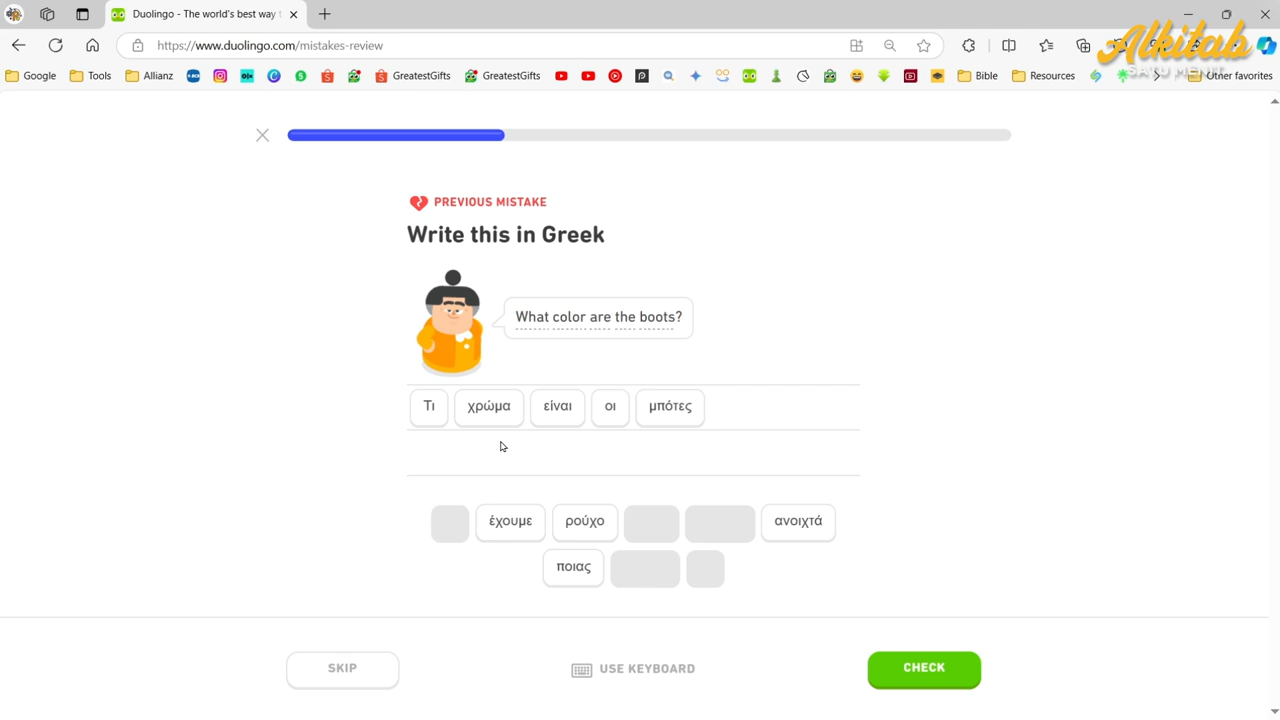 Duolingo - The world's best way t
https://www.duolingo.com/mistakes-review
Alkitab
SATU MENIT
Google Tools Allianz GreatestGifts GreatestGifts Bible Resources Other favorites
PREVIOUS MISTAKE
Write this in Greek
What color are the boots?
Τι χρώμα είναι οι μπότες
έχουμε ρούχο ανοιχτά
ποιας
SKIP USE KEYBOARD CHECK